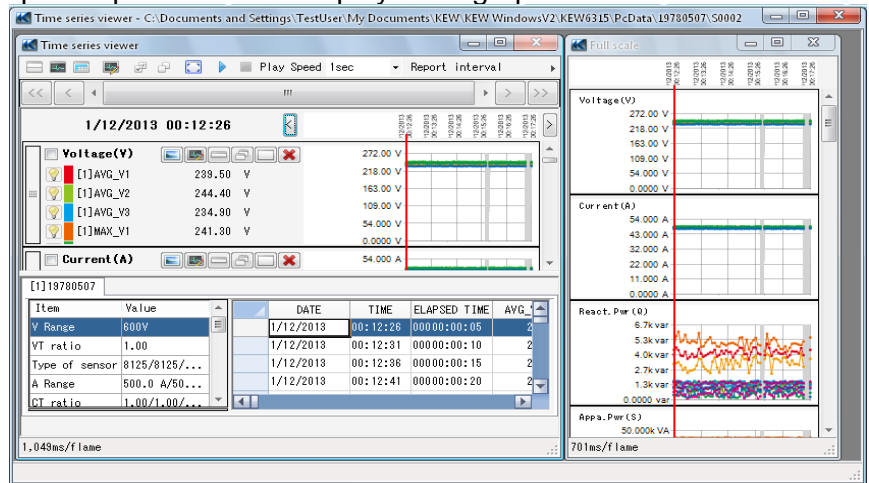 Time series viewer - C:\Documents and Settings\TestUser\My Documents\KEW\KEW WindowsV2\KEW6315\PcData\19780507\S0002
Time series viewer
Play Speed 1sec
Report interval
<< < > >>
1/12/2013 00:12:26
Voltage(V)
[1]AVG_V1 239.50 V
[1]AVG_V2 244.40 V
[1]AVG_V3 234.90 V
[1]MAX_V1 241.30 V
272.00 V
218.00 V
163.00 V
109.00 V
54.000 V
0.0000 V
Current(A)
54.000 A
[1]19780507
Item Value
V Range 600V
VT ratio 1.00
Type of sensor 8125/8125/...
A Range 500.0 A/50...
CT ratio 1.00/1.00/...
DATE TIME ELAPSED TIME AVG_
1/12/2013 00:12:26 00000:00:05 2
1/12/2013 00:12:31 00000:00:10 2
1/12/2013 00:12:36 00000:00:15 2
1/12/2013 00:12:41 00000:00:20 2
1,049ms/flame
Full scale
Voltage(V)
272.00 V
218.00 V
163.00 V
109.00 V
54.000 V
0.0000 V
Current(A)
54.000 A
43.000 A
32.000 A
22.000 A
11.000 A
0.0000 A
React.Pwr(Q)
6.7k var
5.3k var
4.0k var
2.7k var
1.3k var
0.0000 var
Appa.Pwr(S)
50.000k VA
701ms/flame